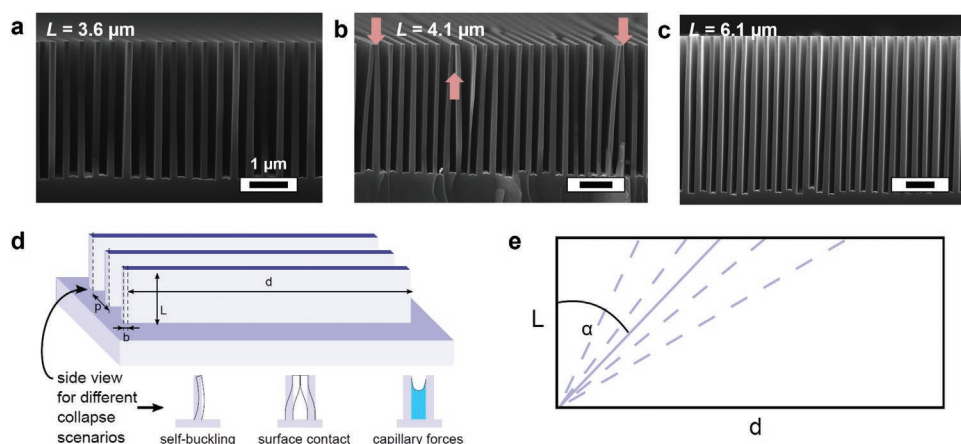 a
L = 3.6 µm
1 µm
b
L = 4.1 µm
c
L = 6.1 µm
d
d
L
p
b
side view
for different
collapse
scenarios
self-buckling
surface contact
capillary forces
e
L
α
d